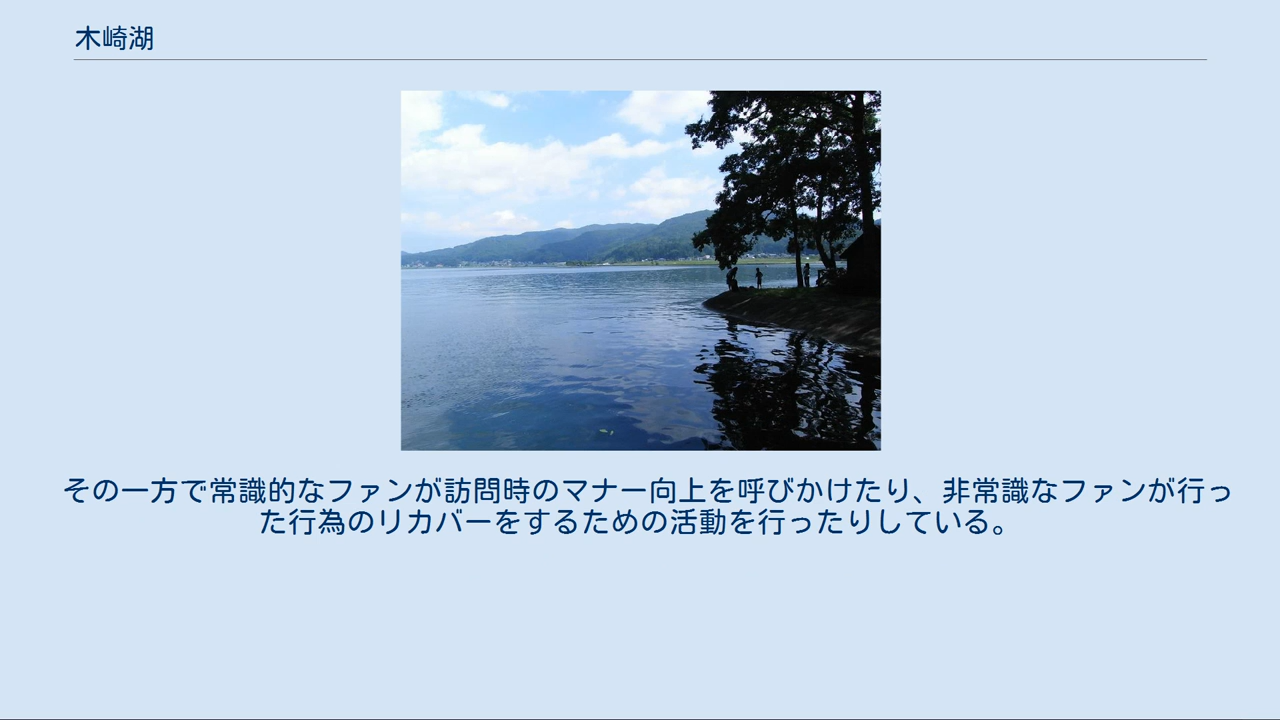 木崎湖
その一方で常識的なファンが訪問時のマナー向上を呼びかけたり、非常識なファンが行っ
た行為のリカバーをするための活動を行ったりしている。